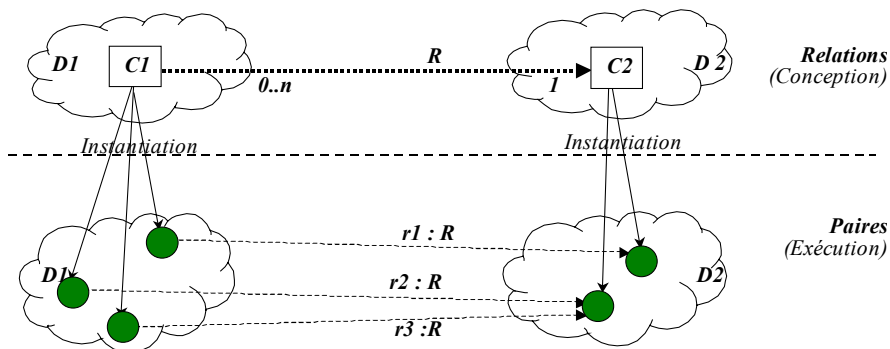 D1 C1 R C2 D 2 Relations
(Conception)
0..n 1
Instantiation Instantiation
Paires
(Exécution)
r1 : R
D1 r2 : R D2
r3 :R